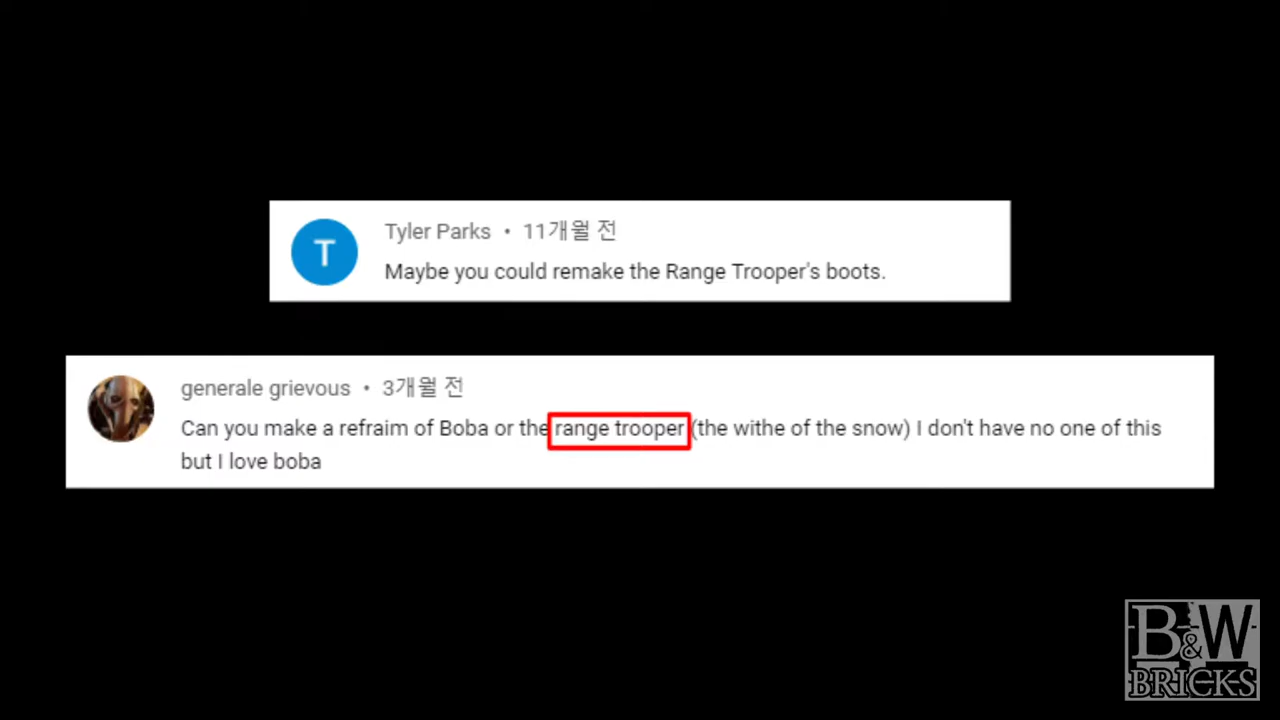 T
Tyler Parks • 11개월 전
Maybe you could remake the Range Trooper's boots.
generale grievous • 3개월 전
Can you make a refraim of Boba or the range trooper (the withe of the snow) I don't have no one of this
but I love boba
B&W
BRICKS